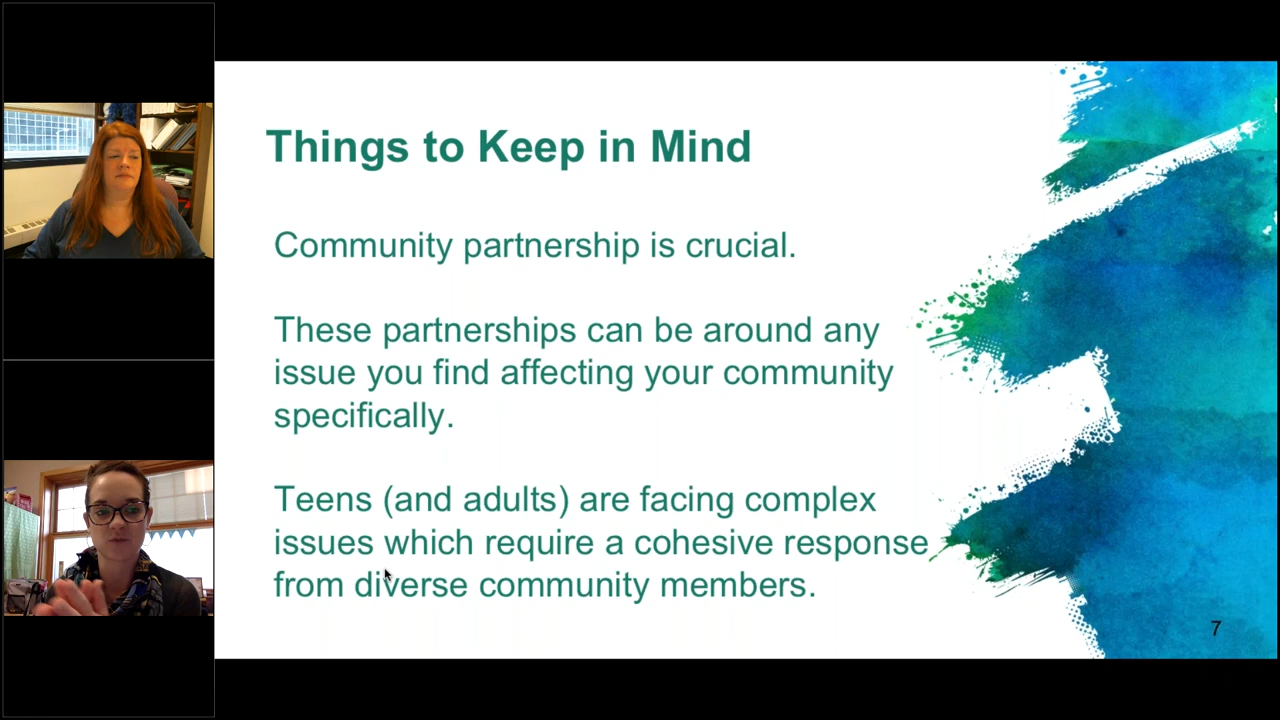 Things to Keep in Mind
Community partnership is crucial.
These partnerships can be around any
issue you find affecting your community
specifically.
Teens (and adults) are facing complex
issues which require a cohesive response
from diverse community members.
7